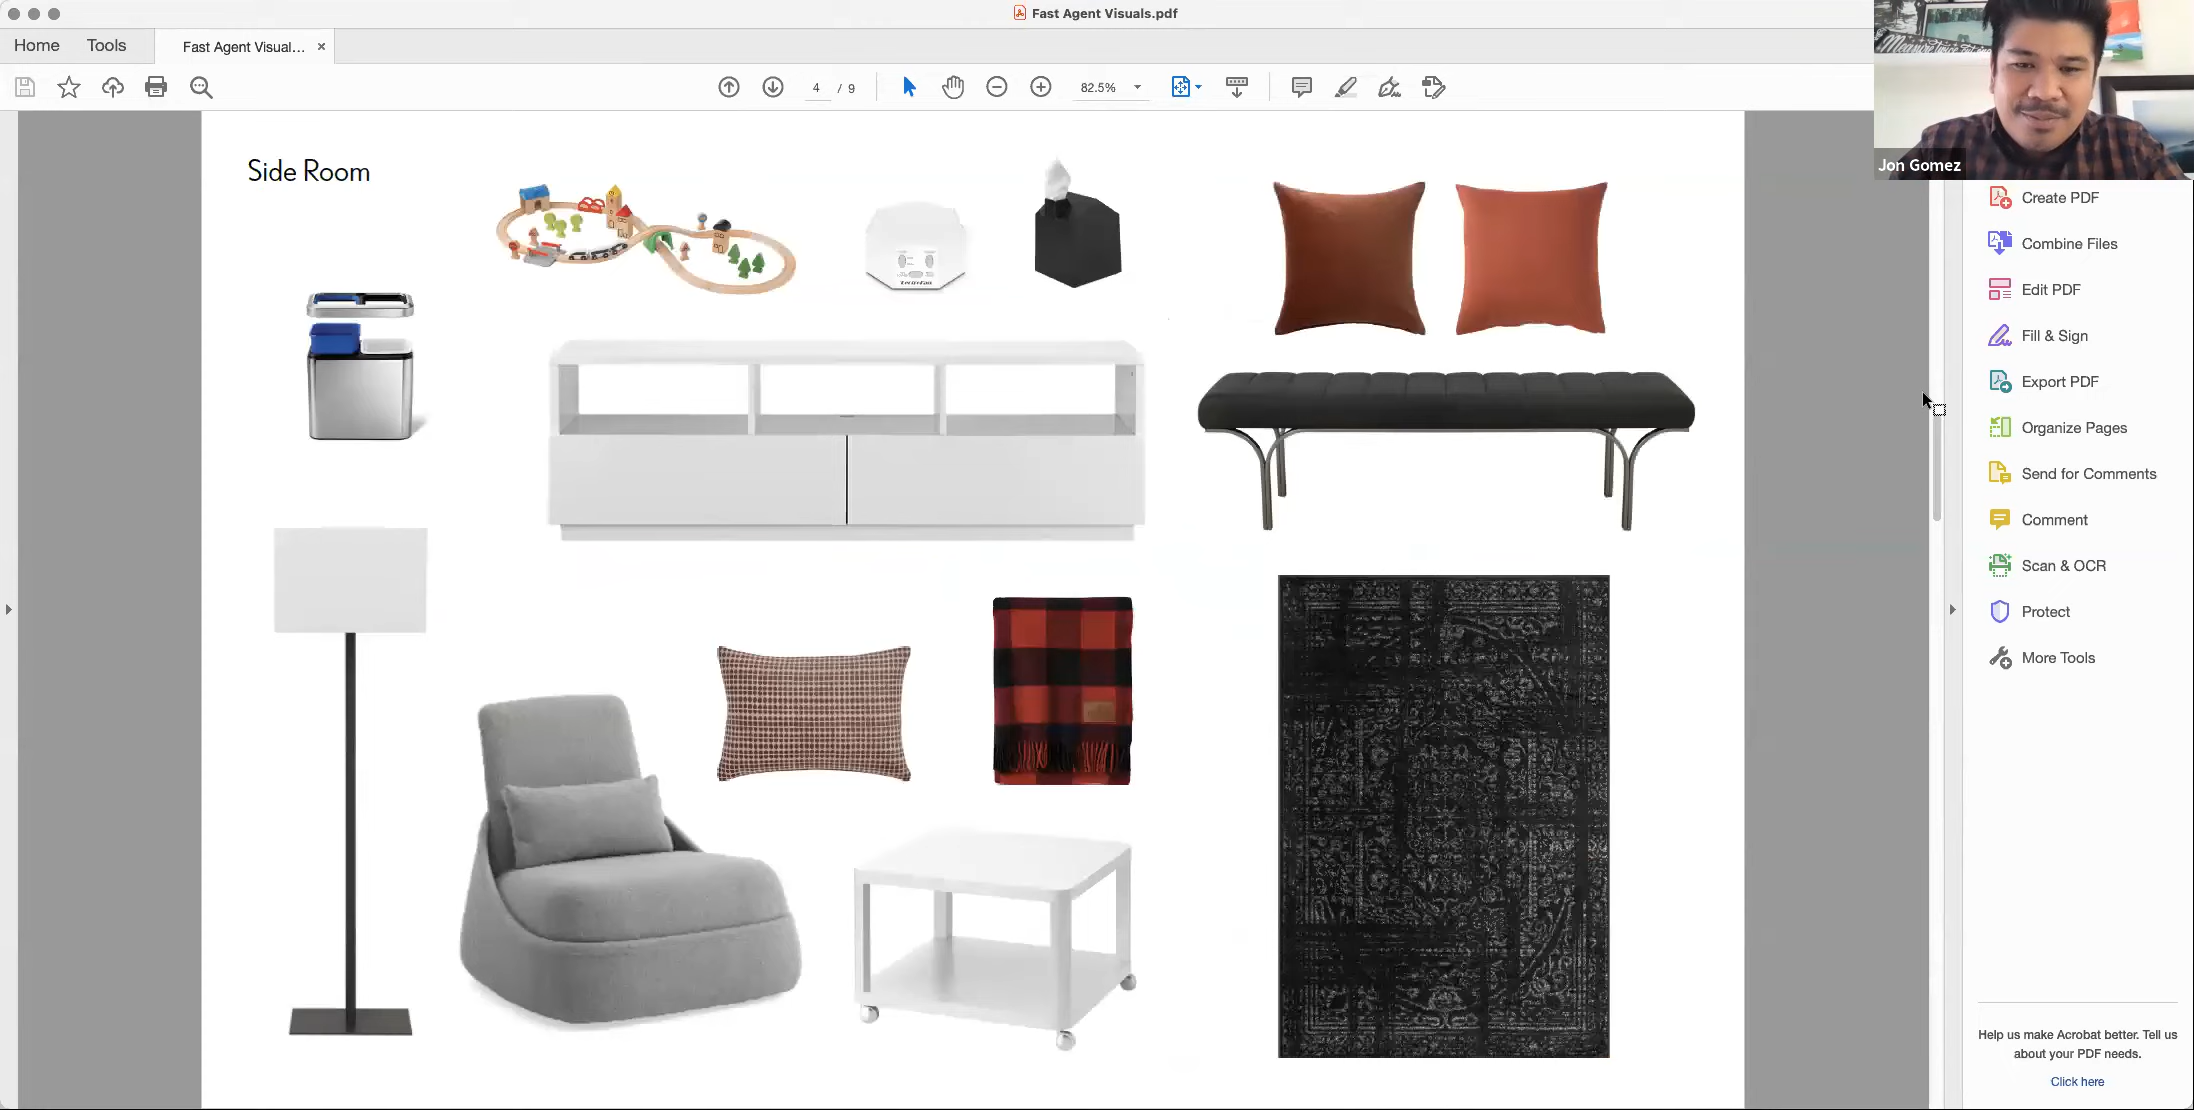 Fast Agent Visuals.pdf
Home
Tools
Fast Agent Visual...
4 / 9
82.5%
Jon Gomez
Side Room
LectroFan
Create PDF
Combine Files
Edit PDF
Fill & Sign
Export PDF
Organize Pages
Send for Comments
Comment
Scan & OCR
Protect
More Tools
Help us make Acrobat better. Tell us
about your PDF needs.
Click here